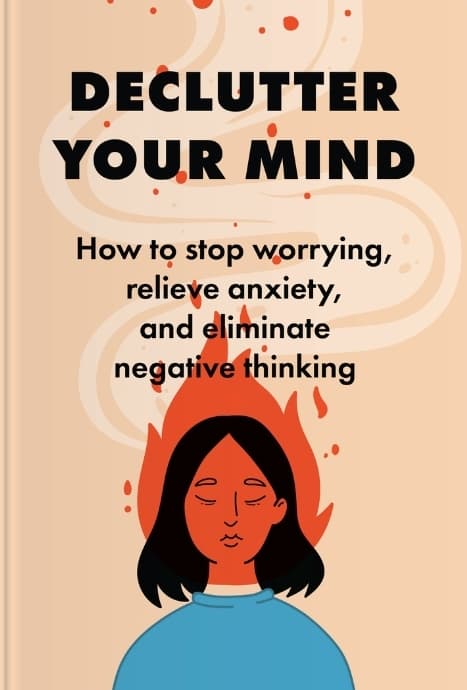 DECLUTTER
YOUR MIND
How to stop worrying,
relieve anxiety,
and eliminate
negative thinking